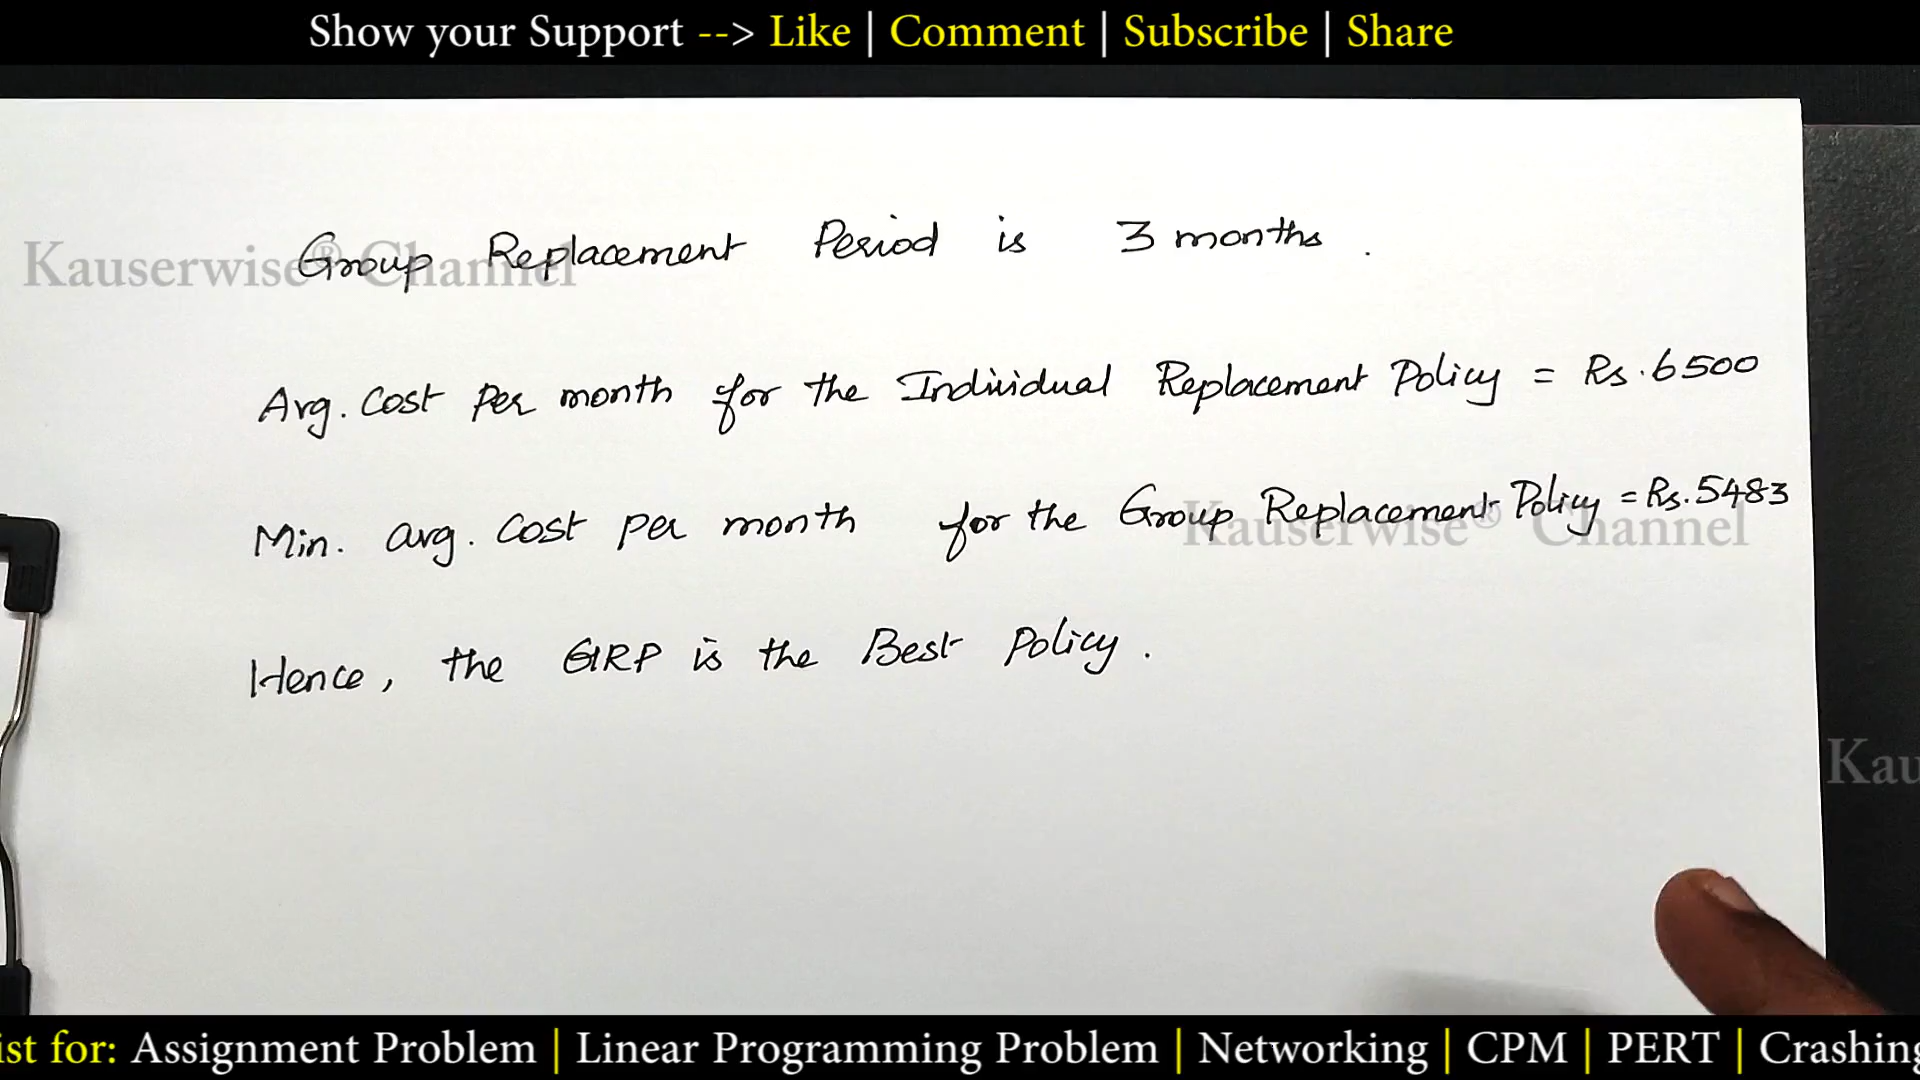 Show your Support --> Like | Comment | Subscribe | Share
Kauserwise® Channel
Group Replacement Period is 3 months.
Avg. Cost Per month for the Individual Replacement Policy = Rs. 6500
Min. avg. cost per month for the Group Replacement Policy = Rs. 5483
Kauserwise® Channel
Hence, the GRP is the Best Policy.
Kau
ist for: Assignment Problem | Linear Programming Problem | Networking | CPM | PERT | Crashing